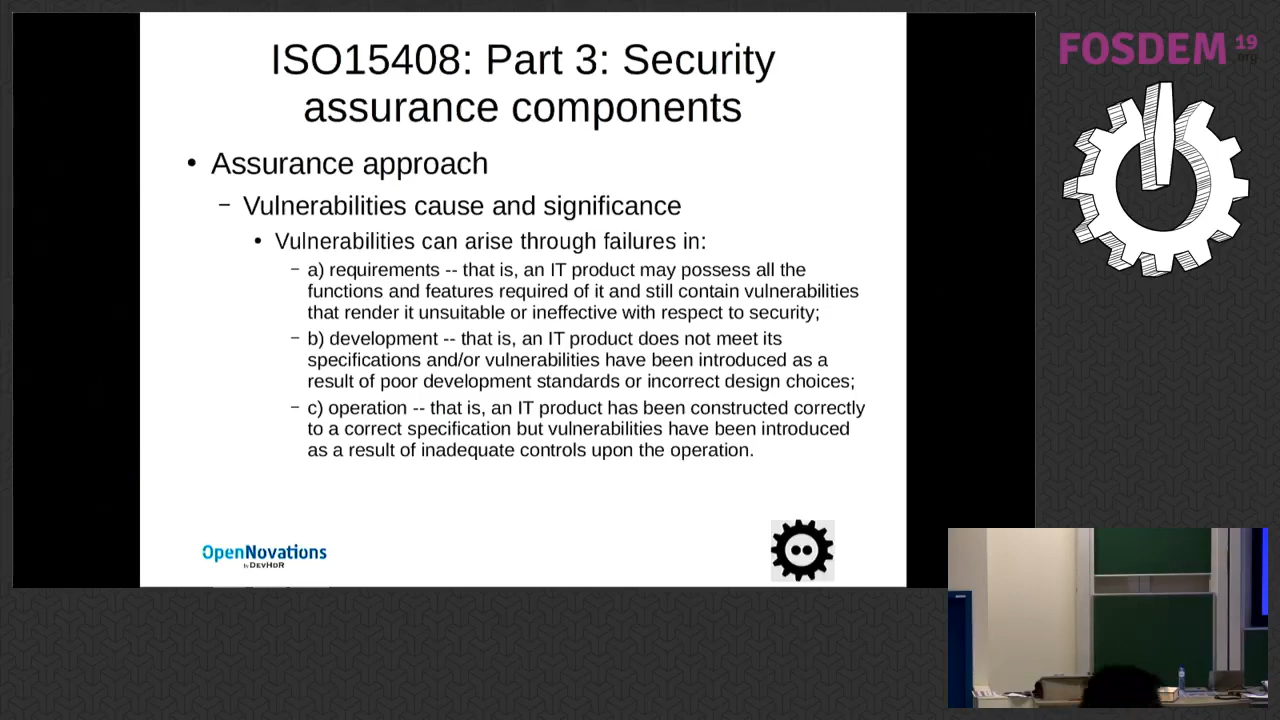 ISO15408: Part 3: Security
assurance components
• Assurance approach
– Vulnerabilities cause and significance
• Vulnerabilities can arise through failures in:
– a) requirements -- that is, an IT product may possess all the
functions and features required of it and still contain vulnerabilities
that render it unsuitable or ineffective with respect to security;
– b) development -- that is, an IT product does not meet its
specifications and/or vulnerabilities have been introduced as a
result of poor development standards or incorrect design choices;
– c) operation -- that is, an IT product has been constructed correctly
to a correct specification but vulnerabilities have been introduced
as a result of inadequate controls upon the operation.
OpenNovations
by DEVHDR
FOSDEM 19
.org